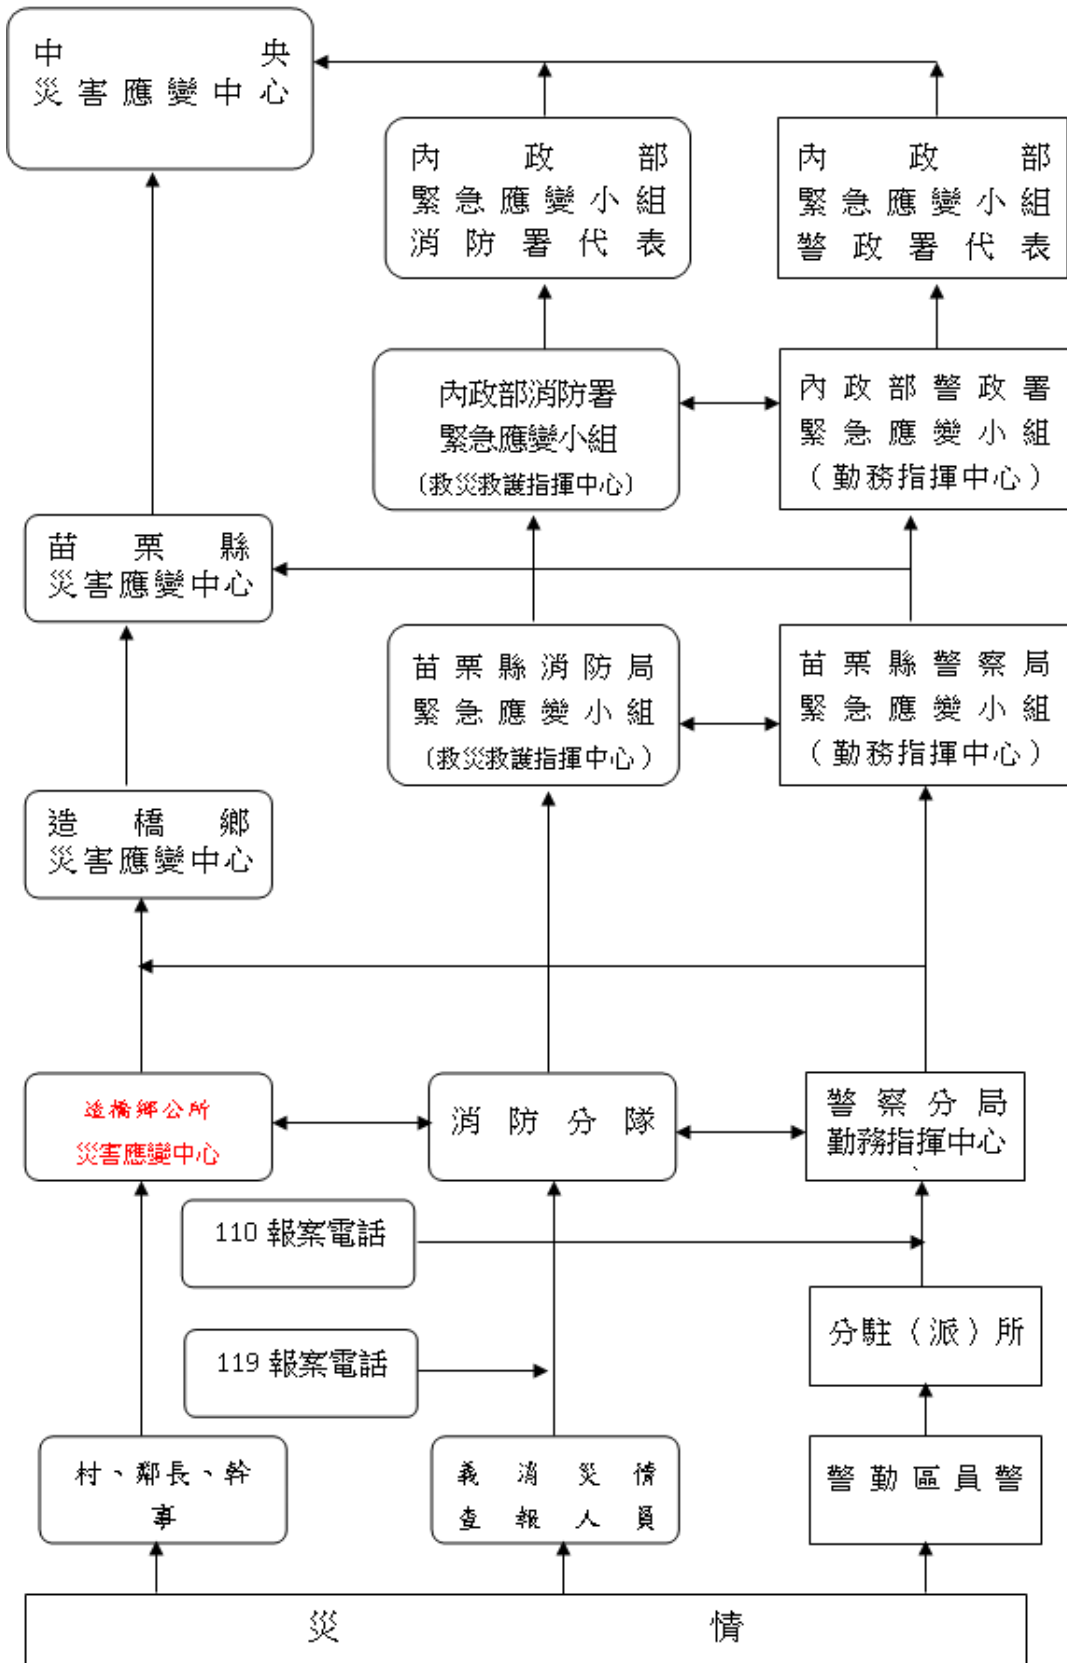 中央
災害應變中心
內政部
緊急應變小組
消防署代表
內政部
緊急應變小組
警政署代表
內政部消防署
緊急應變小組
（救災救護指揮中心）
內政部警政署
緊急應變小組
（勤務指揮中心）
苗栗縣
災害應變中心
苗栗縣消防局
緊急應變小組
（救災救護指揮中心）
苗栗縣警察局
緊急應變小組
（勤務指揮中心）
造橋鄉
災害應變中心
造橋鄉公所
災害應變中心
消防分隊
警察分局
勤務指揮中心
、
110 報案電話
分駐（派）所
119 報案電話
村、鄰長、幹
事
義消災情
查報人員
警勤區員警
災情